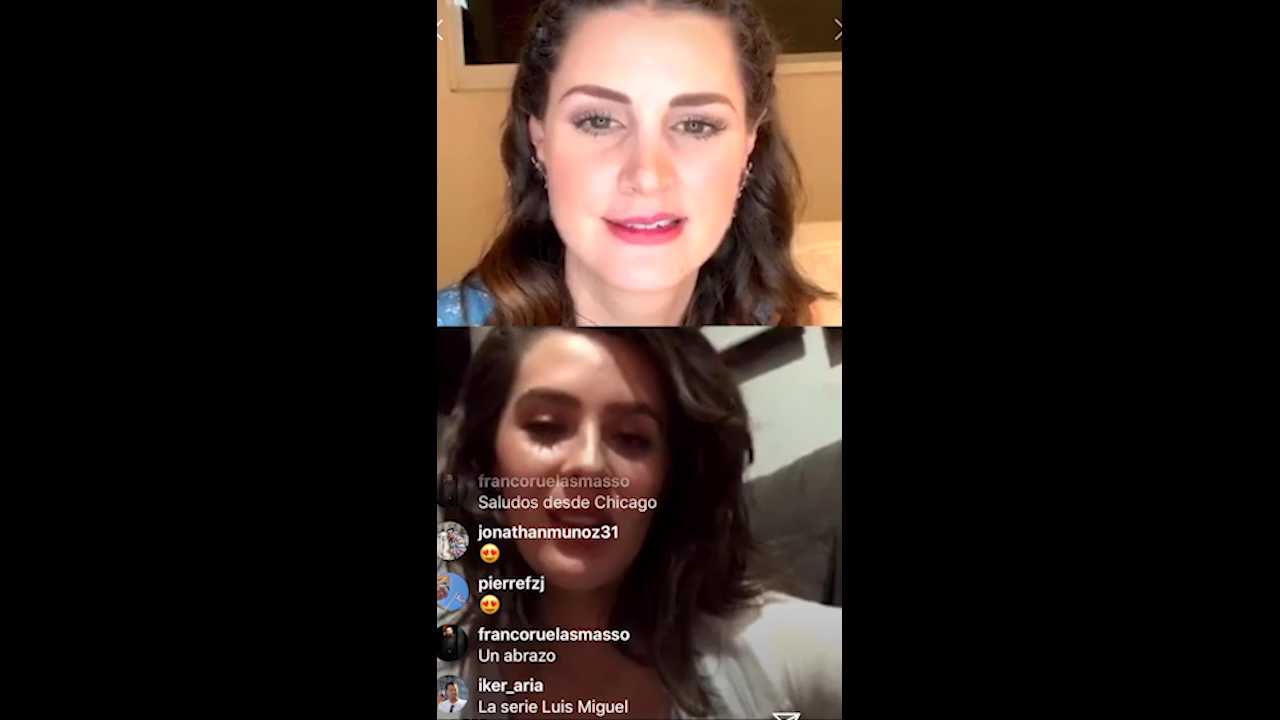 francoruelasmasso
Saludos desde Chicago
jonathanmunoz31
😍
pierrefzj
😍
francoruelasmasso
Un abrazo
iker_aria
La serie Luis Miguel